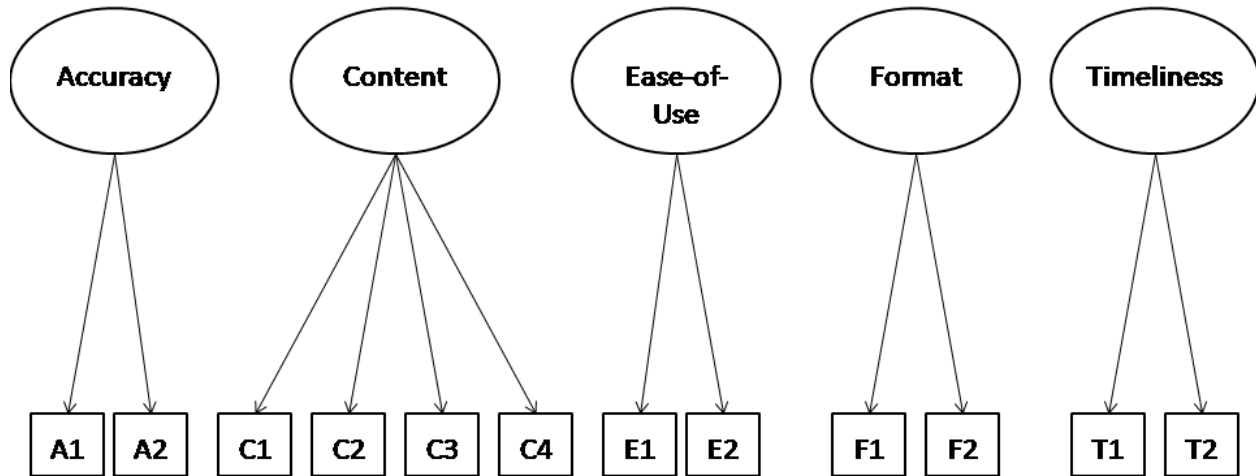 Accuracy
Content
Ease-of-
Use
Format
Timeliness
A1 A2 C1 C2 C3 C4 E1 E2 F1 F2 T1 T2